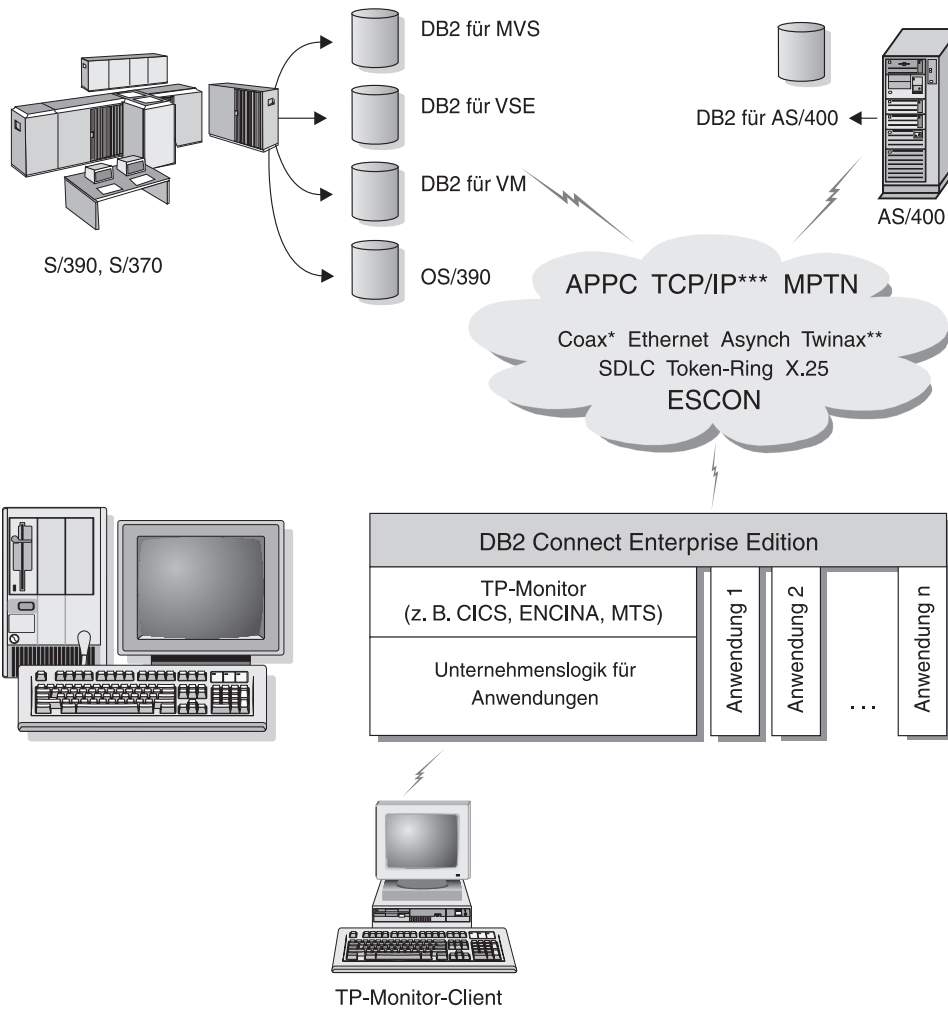 DB2 für MVS
DB2 für VSE
DB2 für VM
OS/390
S/390, S/370
DB2 für AS/400
AS/400
APPC TCP/IP*** MPTN
Coax* Ethernet Asynch Twinax**
SDLC Token-Ring X.25
ESCON
DB2 Connect Enterprise Edition
TP-Monitor
(z. B. CICS, ENCINA, MTS)
Unternehmenslogik für
Anwendungen
Anwendung 1
Anwendung 2
. . .
Anwendung n
TP-Monitor-Client